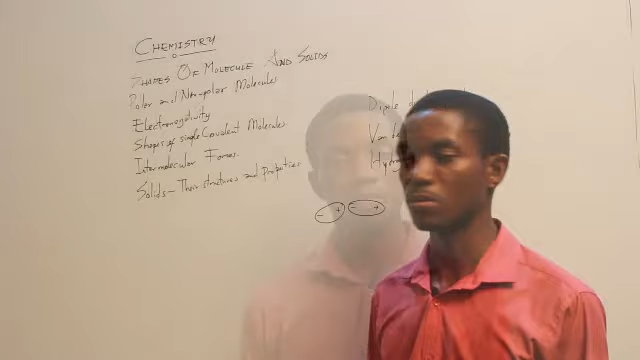 CHEMISTRY
SHAPES OF MOLECULE AND SOLIDS
Polar and Non-polar Molecules
Electronegativity
Shapes of simple Covalent Molecules
Intermolecular Forces.
Solids - Their structures and Properties
Dipole
Van
- +
- +